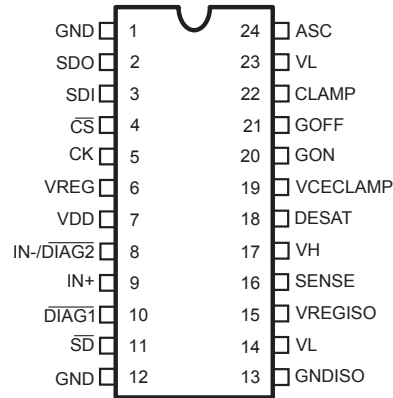 GND 1 24 ASC
SDO 2 23 VL
SDI 3 22 CLAMP
CS 4 21 GOFF
CK 5 20 GON
VREG 6 19 VCECLAMP
VDD 7 18 DESAT
IN-/DIAG2 8 17 VH
IN+ 9 16 SENSE
DIAG1 10 15 VREGISO
SD 11 14 VL
GND 12 13 GNDISO